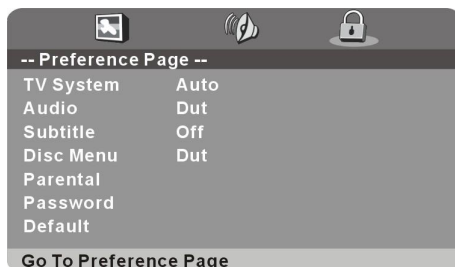 -- Preference Page --
TV System Auto
Audio Dut
Subtitle Off
Disc Menu Dut
Parental
Password
Default
Go To Preference Page